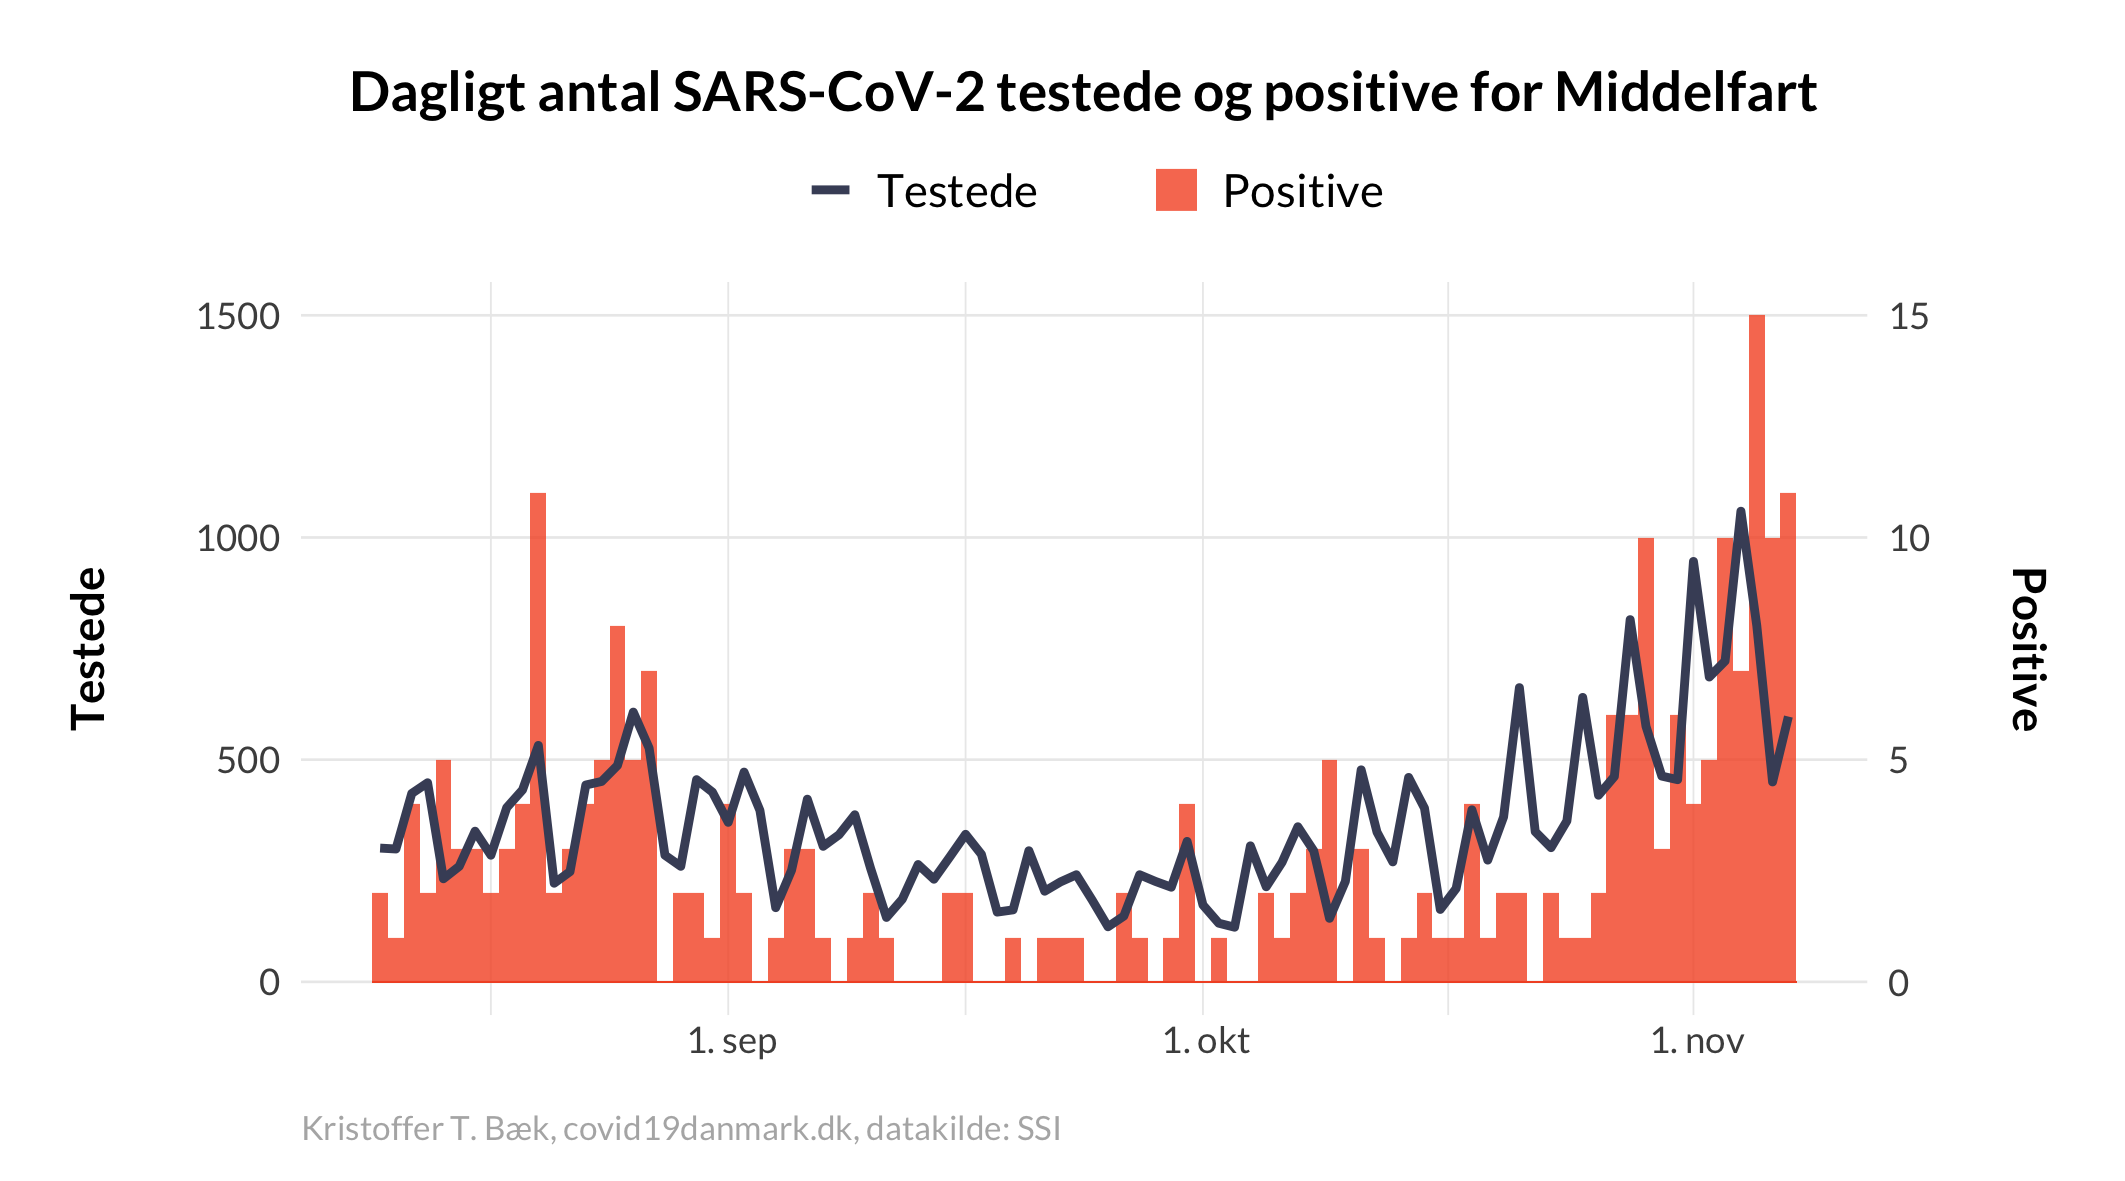 Dagligt antal SARS-CoV-2 testede og positive for Middelfart
Testede
Positive
1500
1000
500
0
Testede
15
10
5
0
Positive
1. sep
1. okt
1. nov
Kristoffer T. Bæk, covid19danmark.dk, datakilde: SSI